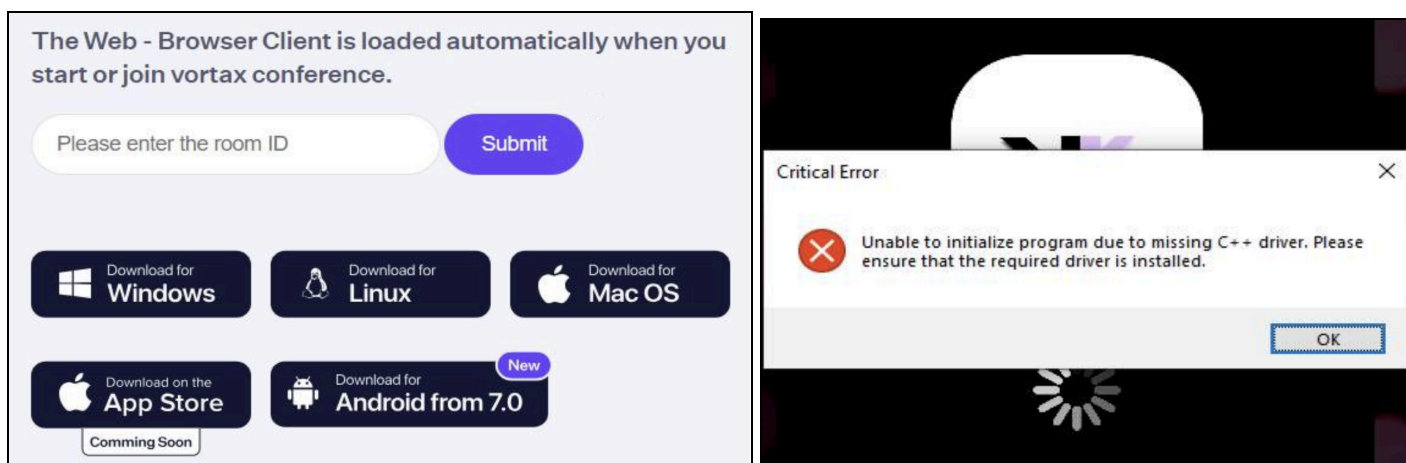 The Web - Browser Client is loaded automatically when you
start or join vortax conference.
Please enter the room ID
Submit
Download for
Windows
Download for
Linux
Download for
Mac OS
Download on the
App Store
Comming Soon
New
Download for
Android from 7.0
Critical Error
Unable to initialize program due to missing C++ driver. Please
ensure that the required driver is installed.
OK